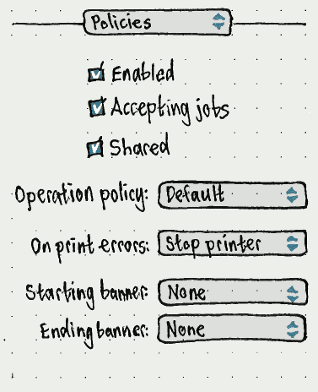 Policies
Enabled
Accepting jobs
Shared
Operation policy: Default
On print errors: Stop printer
Starting banner: None
Ending banner: None